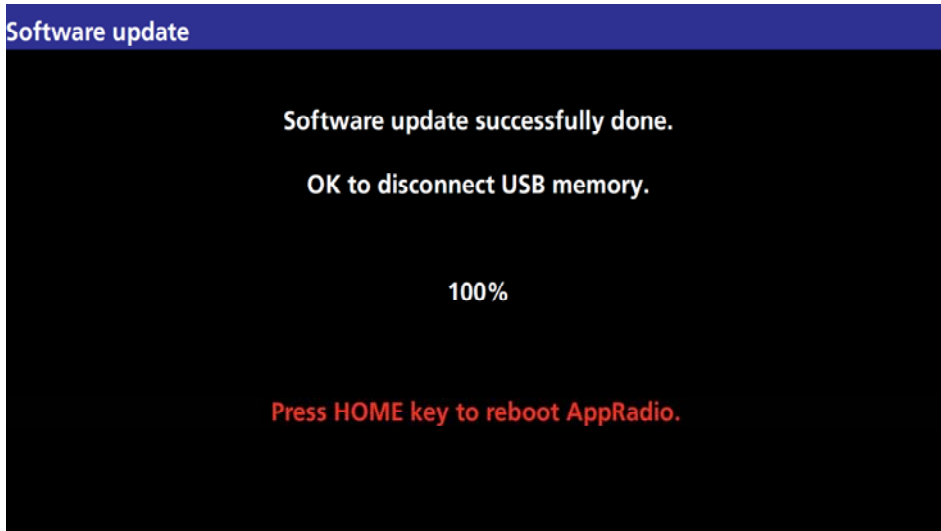 Software update
Software update successfully done.
OK to disconnect USB memory.
100%
Press HOME key to reboot AppRadio.